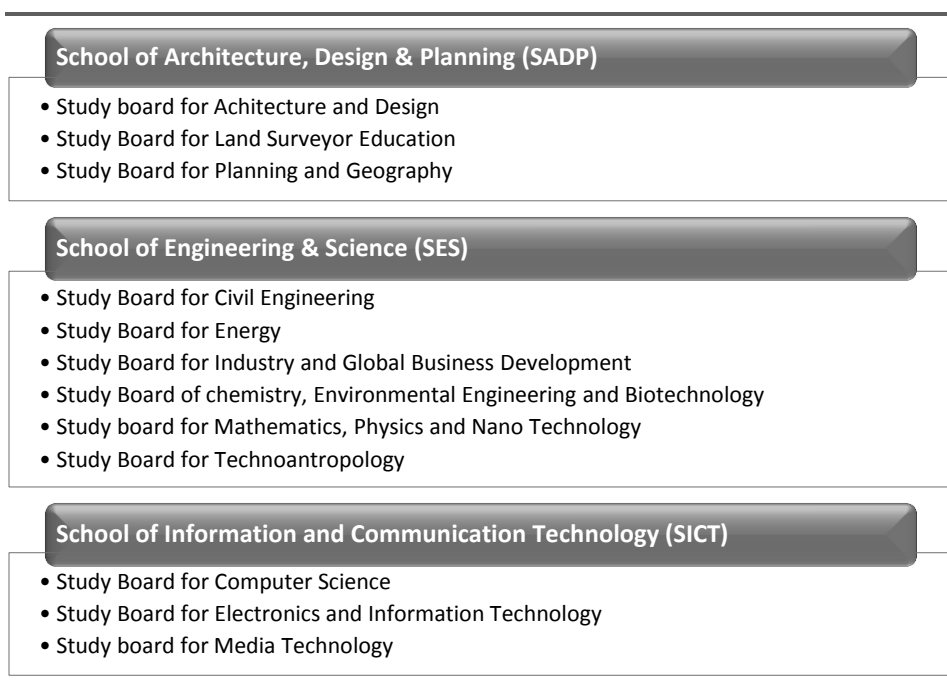 School of Architecture, Design & Planning (SADP)
• Study board for Achitecture and Design
• Study Board for Land Surveyor Education
• Study Board for Planning and Geography
School of Engineering & Science (SES)
• Study Board for Civil Engineering
• Study Board for Energy
• Study Board for Industry and Global Business Development
• Study Board of chemistry, Environmental Engineering and Biotechnology
• Study board for Mathematics, Physics and Nano Technology
• Study Board for Technoantropology
School of Information and Communication Technology (SICT)
• Study Board for Computer Science
• Study Board for Electronics and Information Technology
• Study board for Media Technology